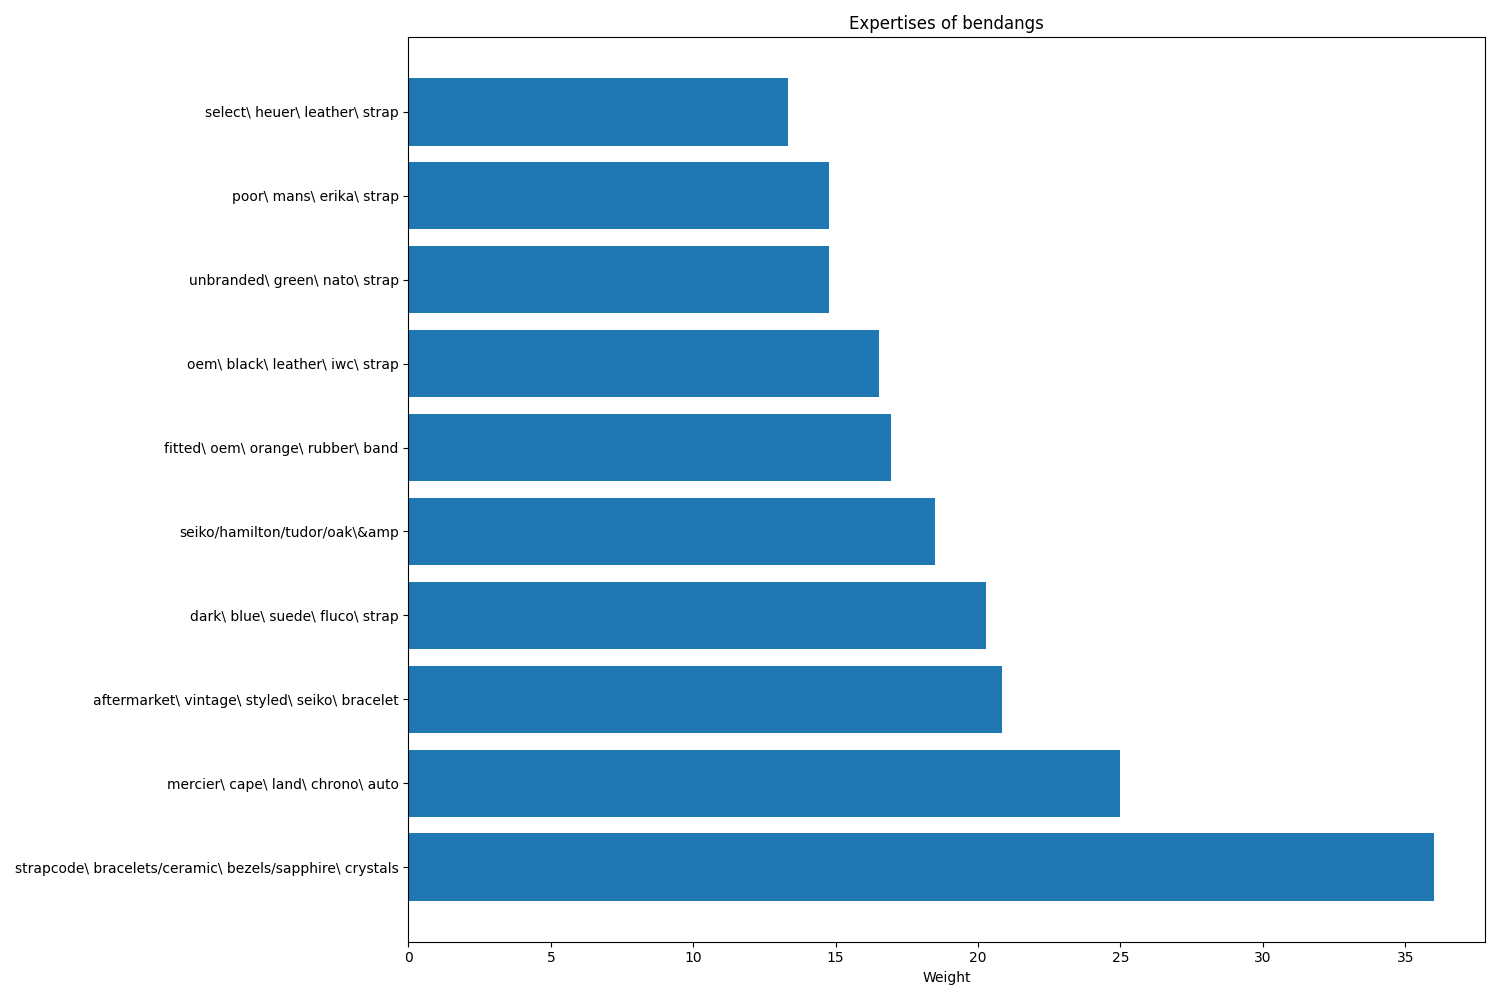 Expertises of bendangs
select\ heuer\ leather\ strap
poor\ mans\ erika\ strap
unbranded\ green\ nato\ strap
oem\ black\ leather\ iwc\ strap
fitted\ oem\ orange\ rubber\ band
seiko/hamilton/tudor/oak\&amp
dark\ blue\ suede\ fluco\ strap
aftermarket\ vintage\ styled\ seiko\ bracelet
mercier\ cape\ land\ chrono\ auto
strapcode\ bracelets/ceramic\ bezels/sapphire\ crystals
0 5 10 15 20 25 30 35
Weight